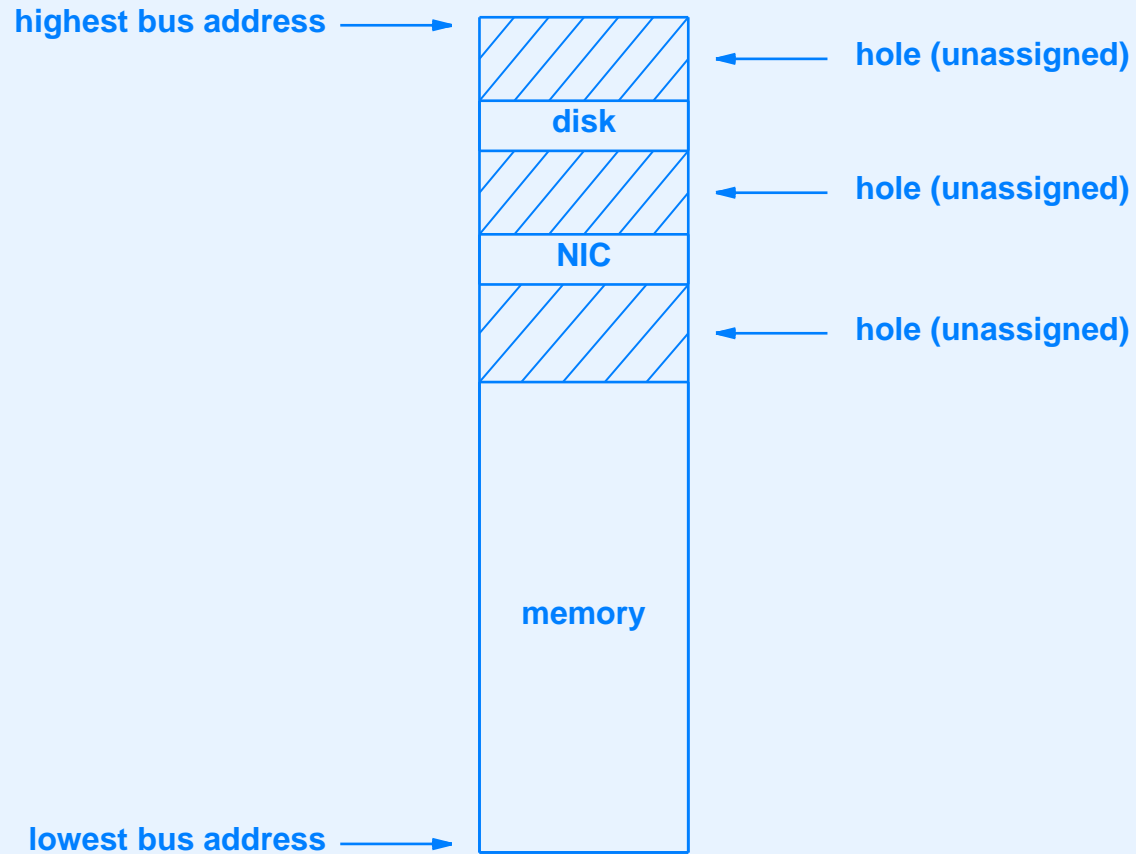 highest bus address
hole (unassigned)
disk
hole (unassigned)
NIC
hole (unassigned)
memory
lowest bus address